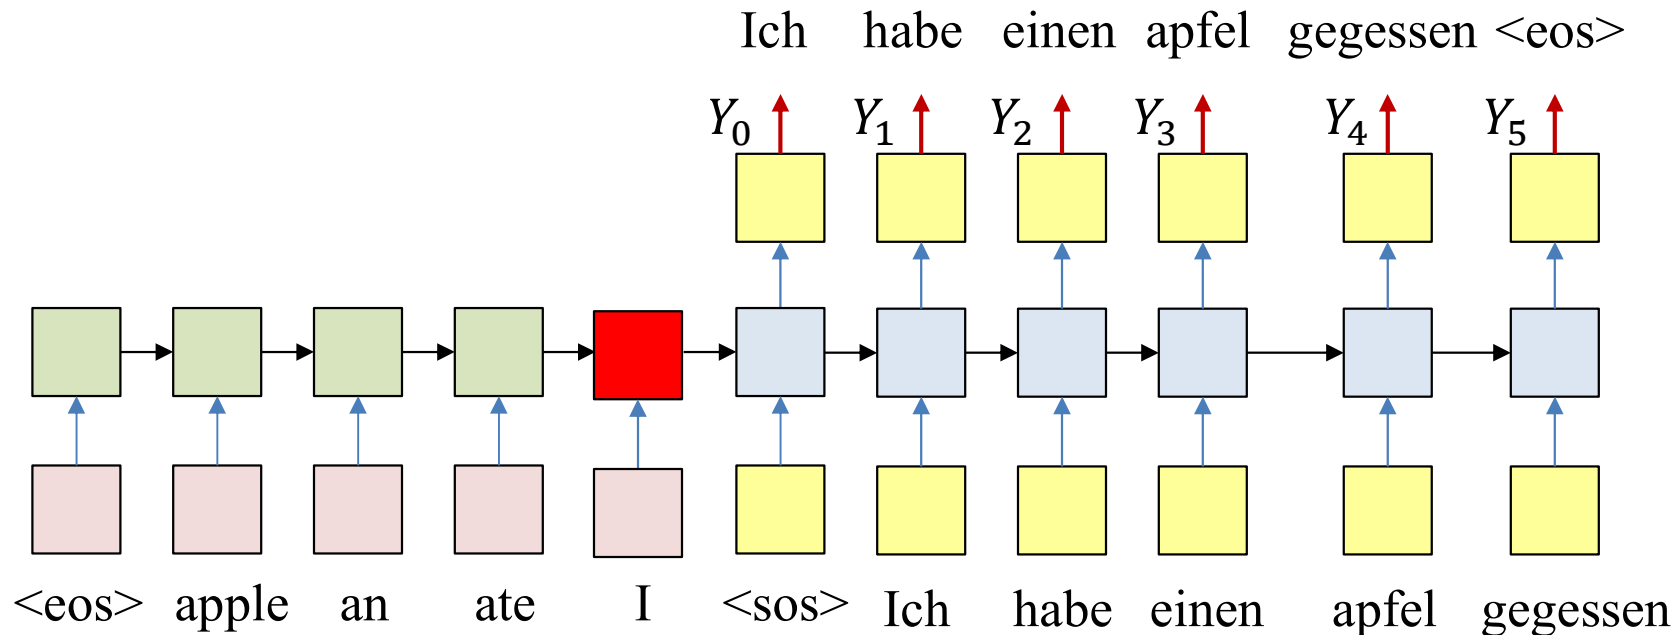 Ich habe einen apfel gegessen <eos>
Y₀ Y₁ Y₂ Y₃ Y₄ Y₅
<eos> apple an ate I <sos> Ich habe einen apfel gegessen